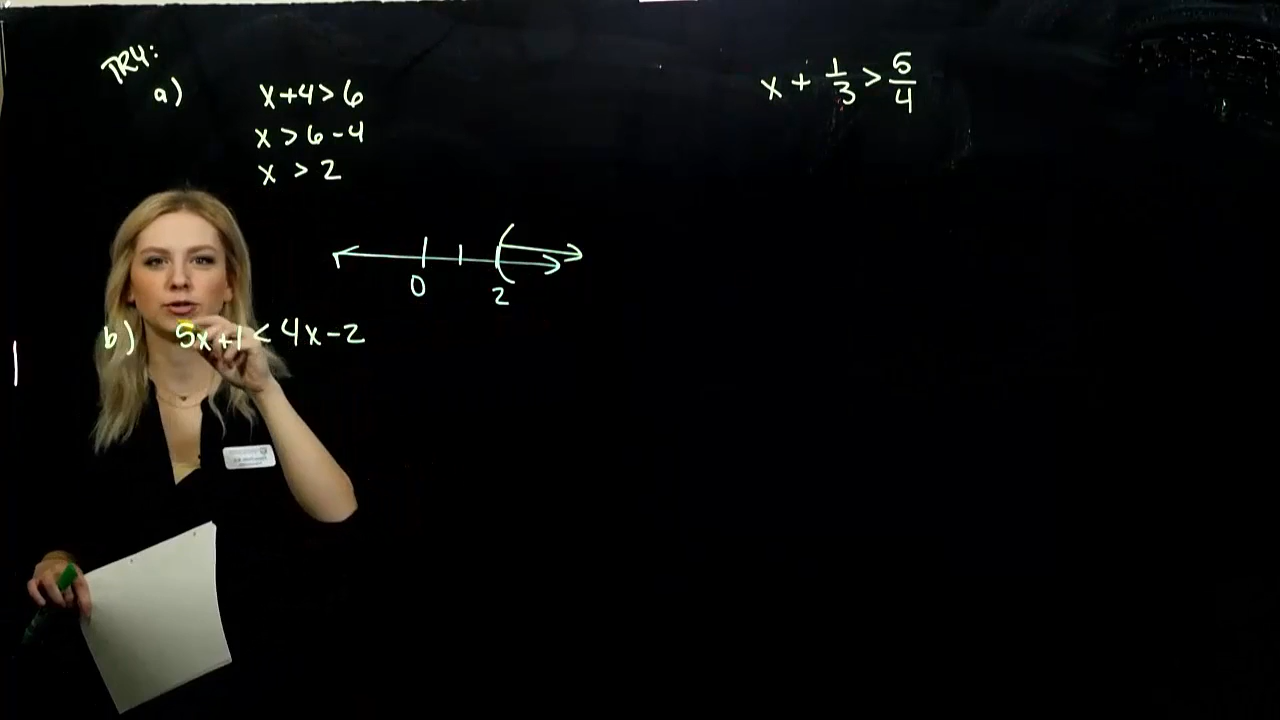 TRY:
a) x+4>6
x>6-4
x>2
0 2
b) 5x+1<4x-2
x + 1/3 > 5/4